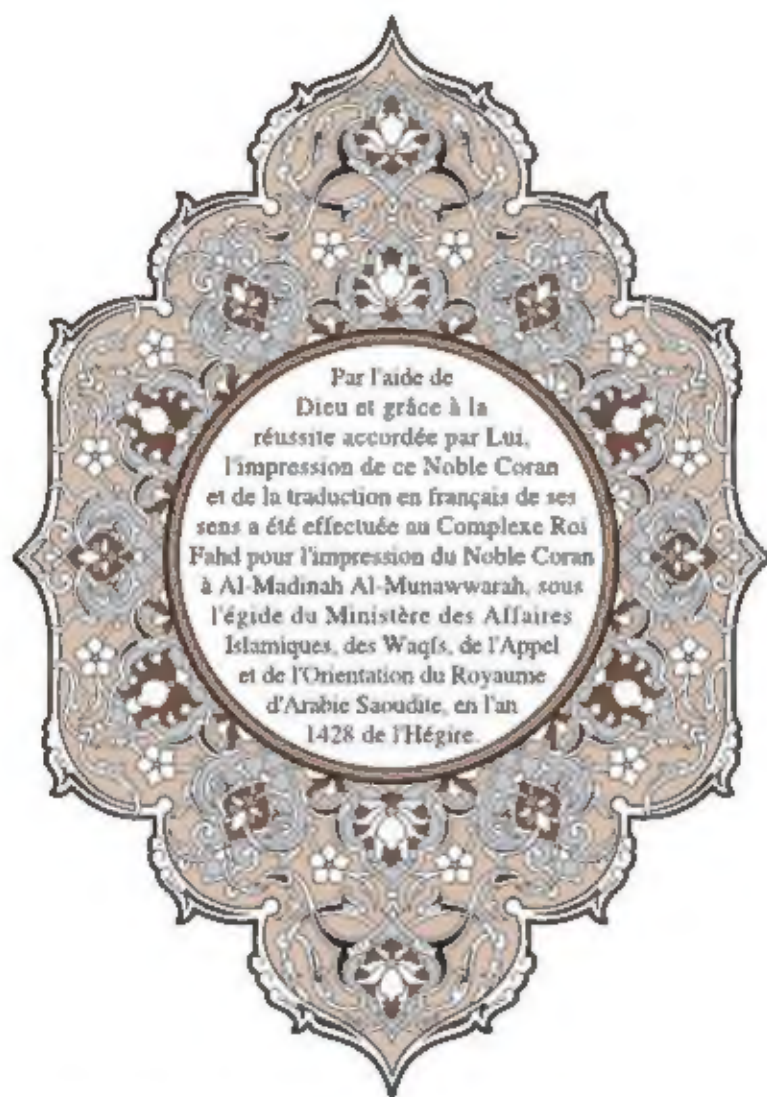 Par l'aide de
Dieu et grâce à la
réussite accordée par Lui,
l'impression de ce Noble Coran
et de la traduction en français de ses
sens a été effectuée au Complexe Roi
Fahd pour l'impression du Noble Coran
à Al-Madinah Al-Munawwarah, sous
l'égide du Ministère des Affaires
Islamiques, des Waqfs, de l'Appel
et de l'Orientation du Royaume
d'Arabie Saoudite, en l'an
1428 de l'Hégire.